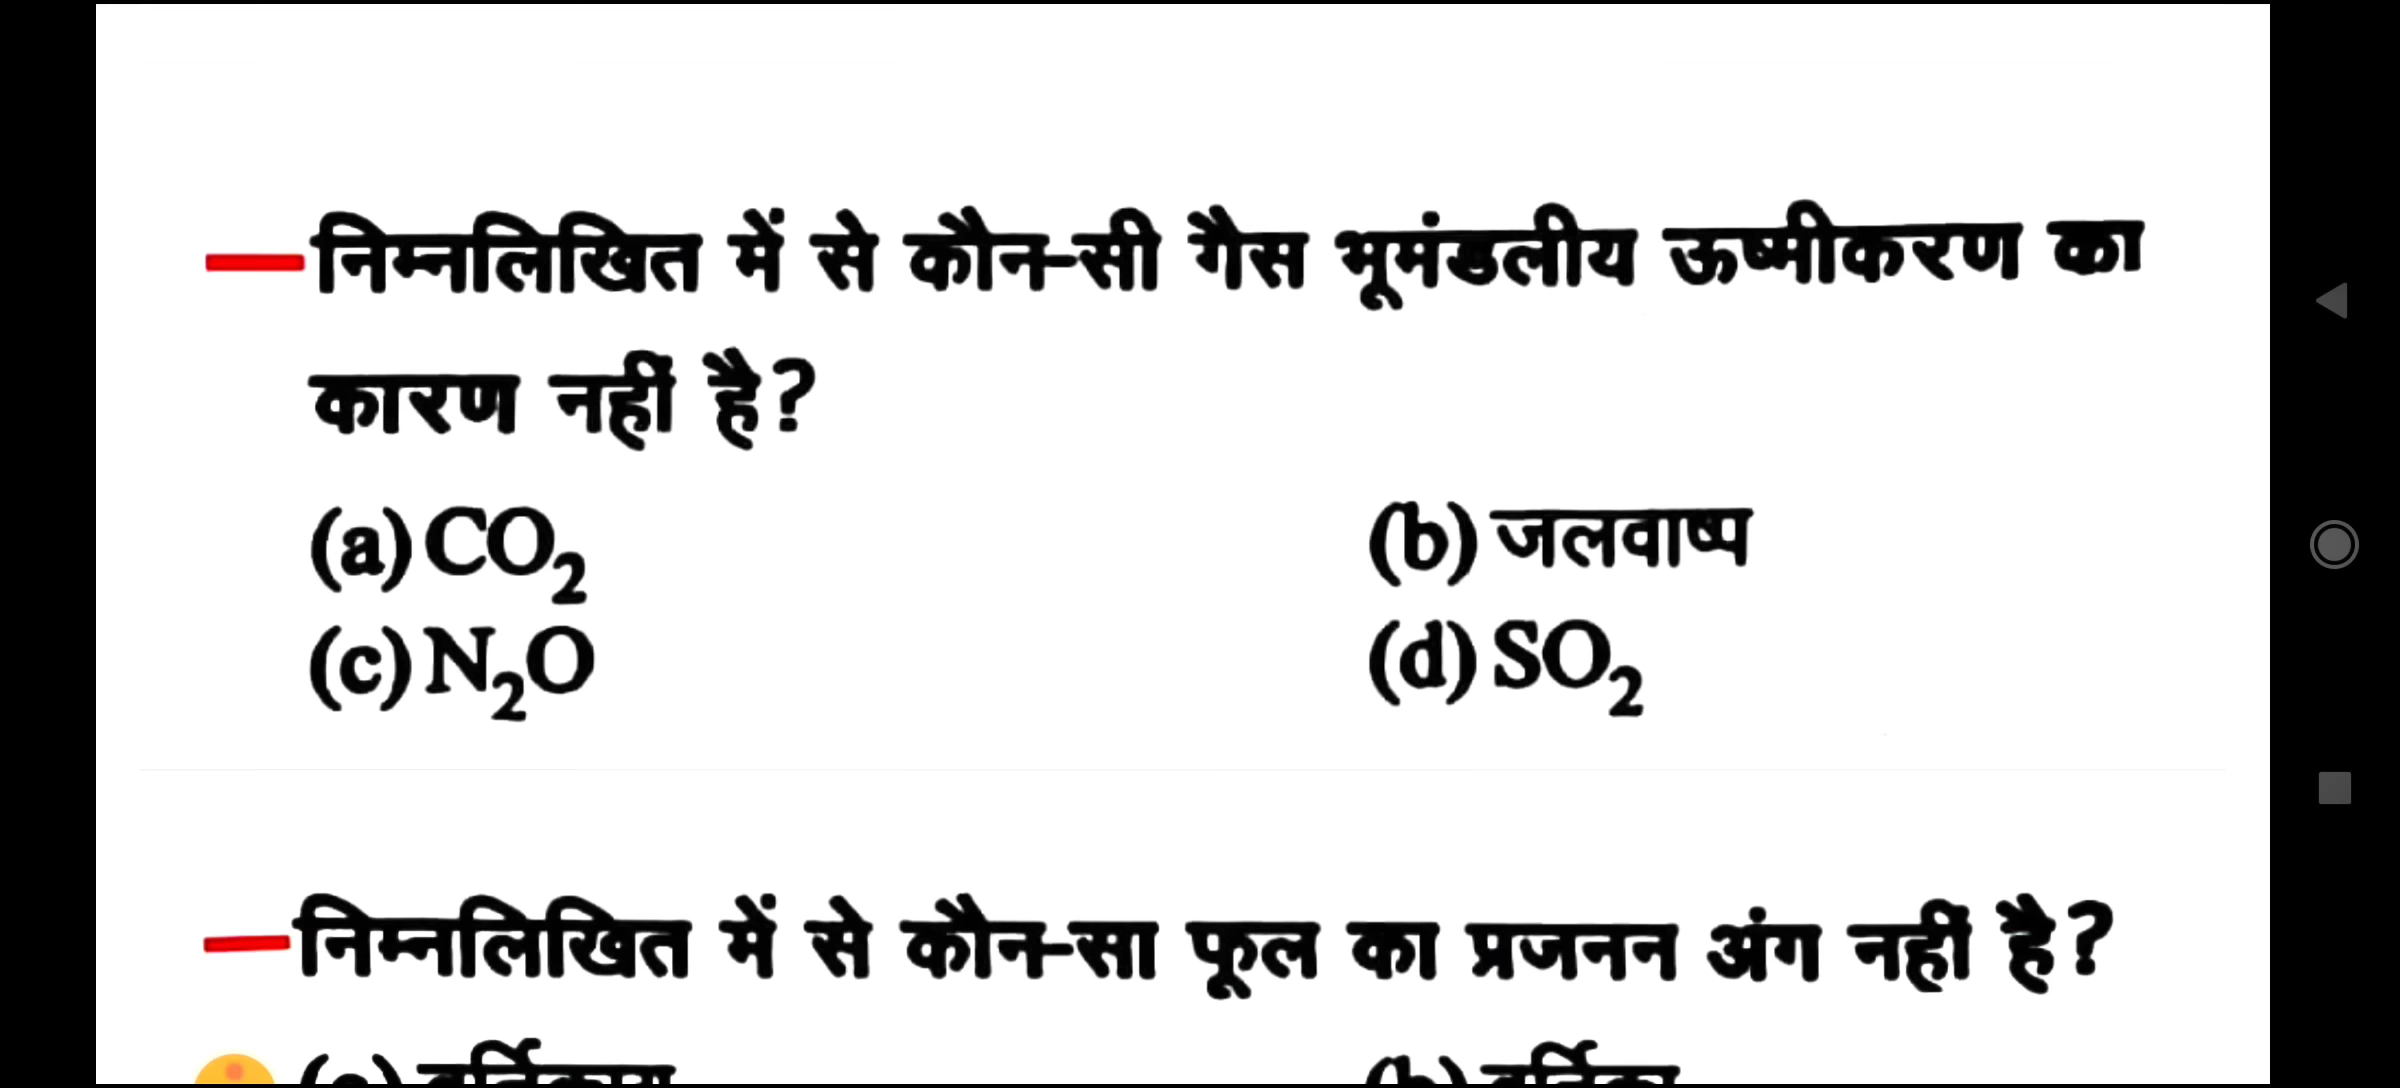 निम्नलिखित में से कौन-सी गैस भूमंडलीय ऊष्मीकरण का
कारण नहीं है?
(a) CO₂ (b) जलवाष्प
(c) N₂O (d) SO₂
निम्नलिखित में से कौन-सा फूल का प्रजनन अंग नहीं है?